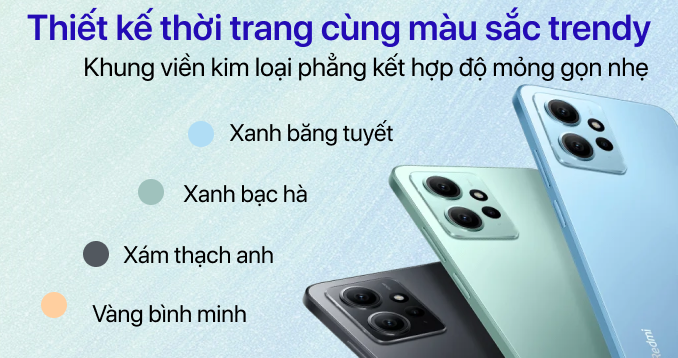 Thiết kế thời trang cùng màu sắc trendy
Khung viền kim loại phẳng kết hợp độ mỏng gọn nhẹ
Xanh băng tuyết
Xanh bạc hà
Xám thạch anh
Vàng bình minh
Redmi